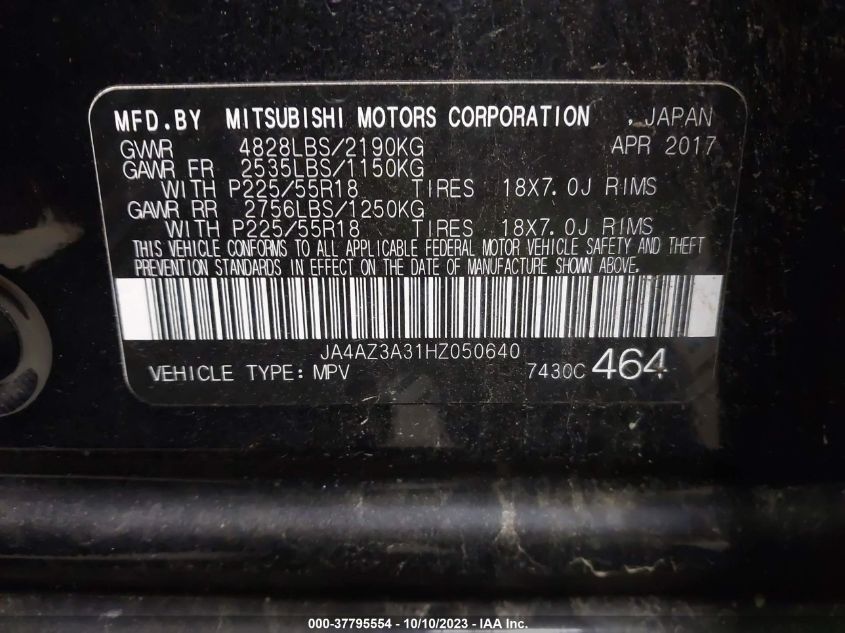 MFD.BY MITSUBISHI MOTORS CORPORATION , JAPAN
GVWR 4828LBS/2190KG APR 2017
GAWR FR 2535LBS/1150KG
WITH P225/55R18 TIRES 18X7.0J RIMS
GAWR RR 2756LBS/1250KG
WITH P225/55R18 TIRES 18X7.0J RIMS
THIS VEHICLE CONFORMS TO ALL APPLICABLE FEDERAL MOTOR VEHICLE SAFETY AND THEFT
PREVENTION STANDARDS IN EFFECT ON THE DATE OF MANUFACTURE SHOWN ABOVE.
JA4AZ3A31HZ050640
VEHICLE TYPE: MPV 7430C 464
000-37795554 - 10/10/2023 - IAA Inc.